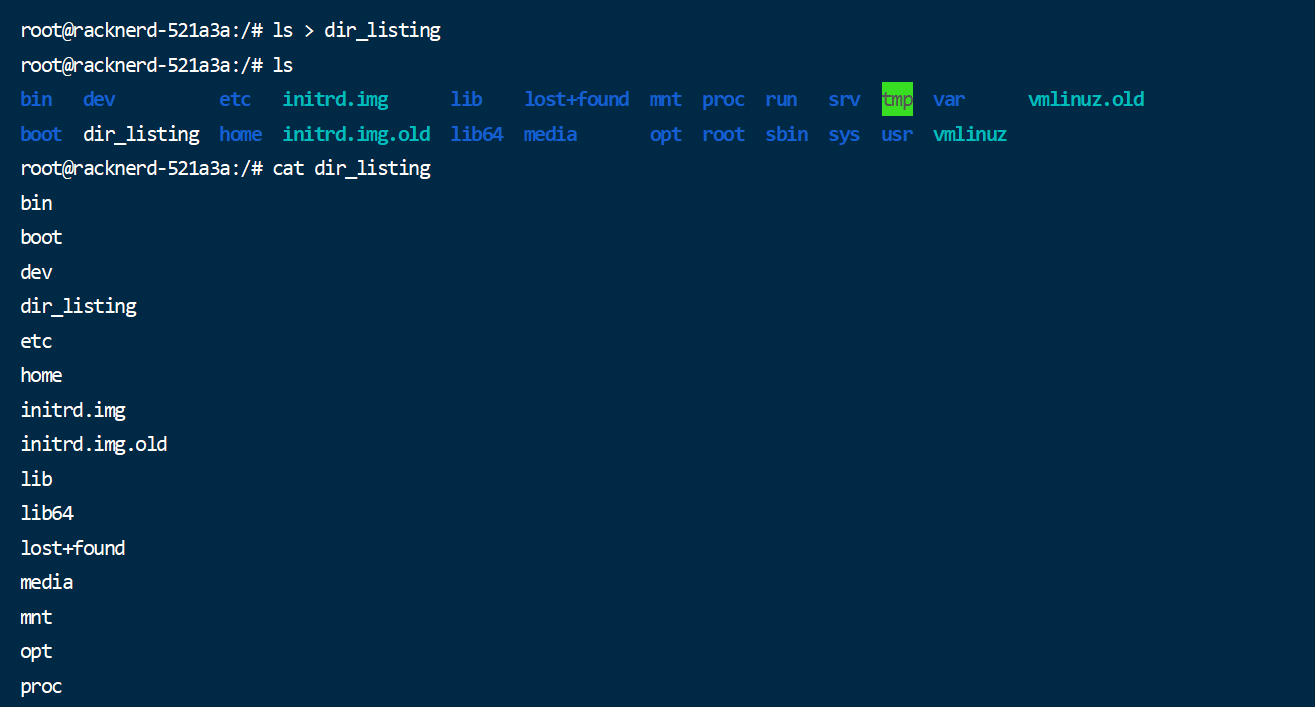 root@racknerd-521a3a:/# ls > dir_listing
root@racknerd-521a3a:/# ls
bin   dev          etc   initrd.img      lib    lost+found  mnt  proc  run   srv  tmp  var      vmlinuz.old
boot  dir_listing  home  initrd.img.old  lib64  media       opt  root  sbin  sys  usr  vmlinuz
root@racknerd-521a3a:/# cat dir_listing
bin
boot
dev
dir_listing
etc
home
initrd.img
initrd.img.old
lib
lib64
lost+found
media
mnt
opt
proc